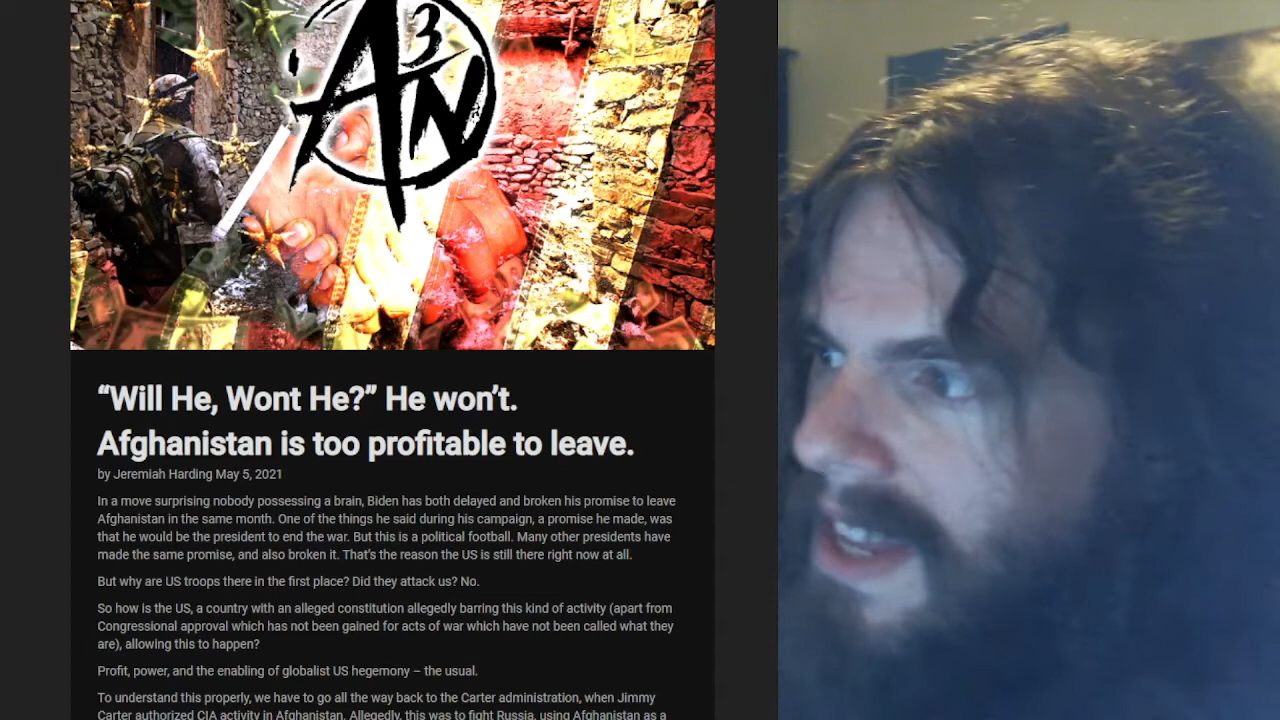 A3N
“Will He, Wont He?” He won’t.
Afghanistan is too profitable to leave.
by Jeremiah Harding May 5, 2021
In a move surprising nobody possessing a brain, Biden has both delayed and broken his promise to leave
Afghanistan in the same month. One of the things he said during his campaign, a promise he made, was
that he would be the president to end the war. But this is a political football. Many other presidents have
made the same promise, and also broken it. That's the reason the US is still there right now at all.
But why are US troops there in the first place? Did they attack us? No.
So how is the US, a country with an alleged constitution allegedly barring this kind of activity (apart from
Congressional approval which has not been gained for acts of war which have not been called what they
are), allowing this to happen?
Profit, power, and the enabling of globalist US hegemony – the usual.
To understand this properly, we have to go all the way back to the Carter administration, when Jimmy
Carter authorized CIA activity in Afghanistan. Allegedly, this was to fight Russia, using Afghanistan as a